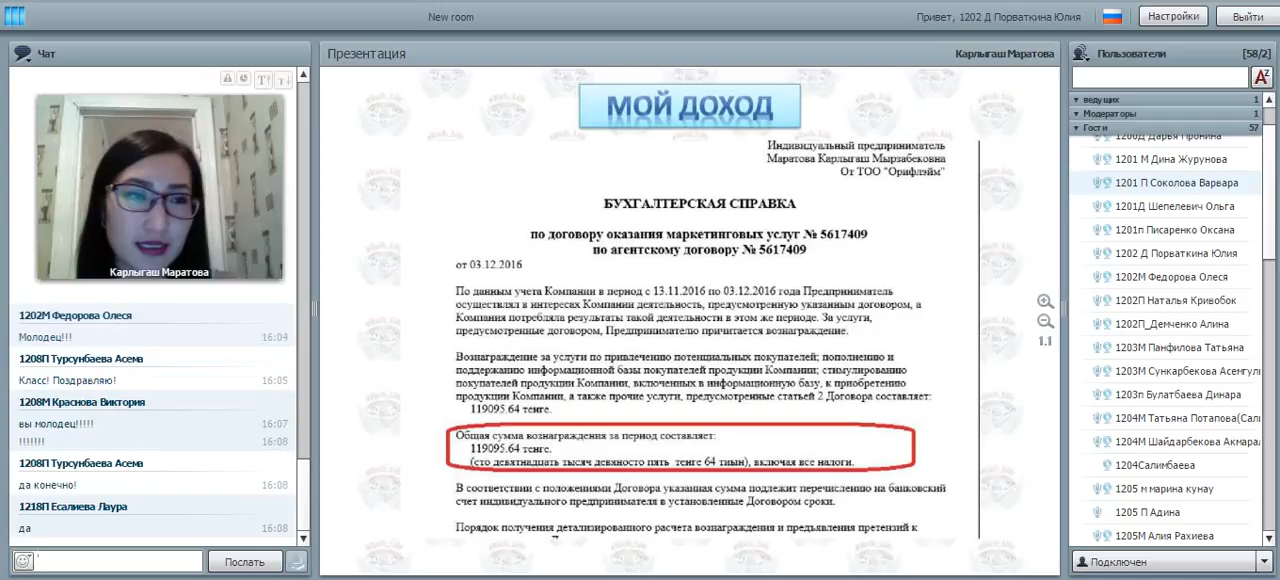 New room
Привет, 1202 Д Порваткина Юлия
Настройки
Выйти
Чат
Карлыгаш Маратова
1202М Федорова Олеся
Молодец!!! 16:04
1208П Турсунбаева Асема
Класс! Поздравляю! 16:05
1208М Краснова Виктория
вы молодец!!!!! 16:07
!!!!!!! 16:08
1208П Турсунбаева Асема
да конечно! 16:08
1218П Есалиева Лаура
да 16:08
Послать
Презентация
Карлыгаш Маратова
МОЙ ДОХОД
Индивидуальный предприниматель
Маратова Карлыгаш Мырзабековна
От ТОО "Орифлэйм"
БУХГАЛТЕРСКАЯ СПРАВКА
по договору оказания маркетинговых услуг № 5617409
по агентскому договору № 5617409
от 03.12.2016
По данным учета Компании в период с 13.11.2016 по 03.12.2016 года Предприниматель
осуществлял в интересах Компании деятельность, предусмотренную указанным договором, а
Компания потребляла результаты такой деятельности в этом же периоде. За услуги,
предусмотренные договором, Предпринимателю причитается вознаграждение.
Вознаграждение за услуги по привлечению потенциальных покупателей; пополнению и
поддержанию информационной базы покупателей продукции Компании; стимулированию
покупателей продукции Компании, включенных в информационную базу, к приобретению
продукции Компании, а также прочие услуги, предусмотренные статьей 2 Договора составляет:
119095.64 тенге.
Общая сумма вознаграждения за период составляет:
119095.64 тенге.
(сто девятнадцать тысяч девяносто пять тенге 64 тиын), включая все налоги.
В соответствии с положениями Договора указанная сумма подлежит перечислению на банковский
счет индивидуального предпринимателя в установленные Договором сроки.
Порядок получения детализированного расчета вознаграждения и предъявления претензий к
1.1
Пользователи [58/2]
ведущих 1
Модераторы 1
Гости 57
1200Д Дарья Пронина
1201 М Дина Журунова
1201 П Соколова Варвара
1201Д Шепелевич Ольга
1201п Писаренко Оксана
1202 Д Порваткина Юлия
1202М Федорова Олеся
1202П Наталья Кривобок
1202П_Демченко Алина
1203М Панфилова Татьяна
1203М Сункарбекова Асемгуль
1203п Булатбаева Динара
1204М Татьяна Потапова(Сал
1204М Шайдарбекова Акмарал
1204Салимбаева
1205 м марина кунау
1205 П Адина
1205М Алия Рахиева
Подключен